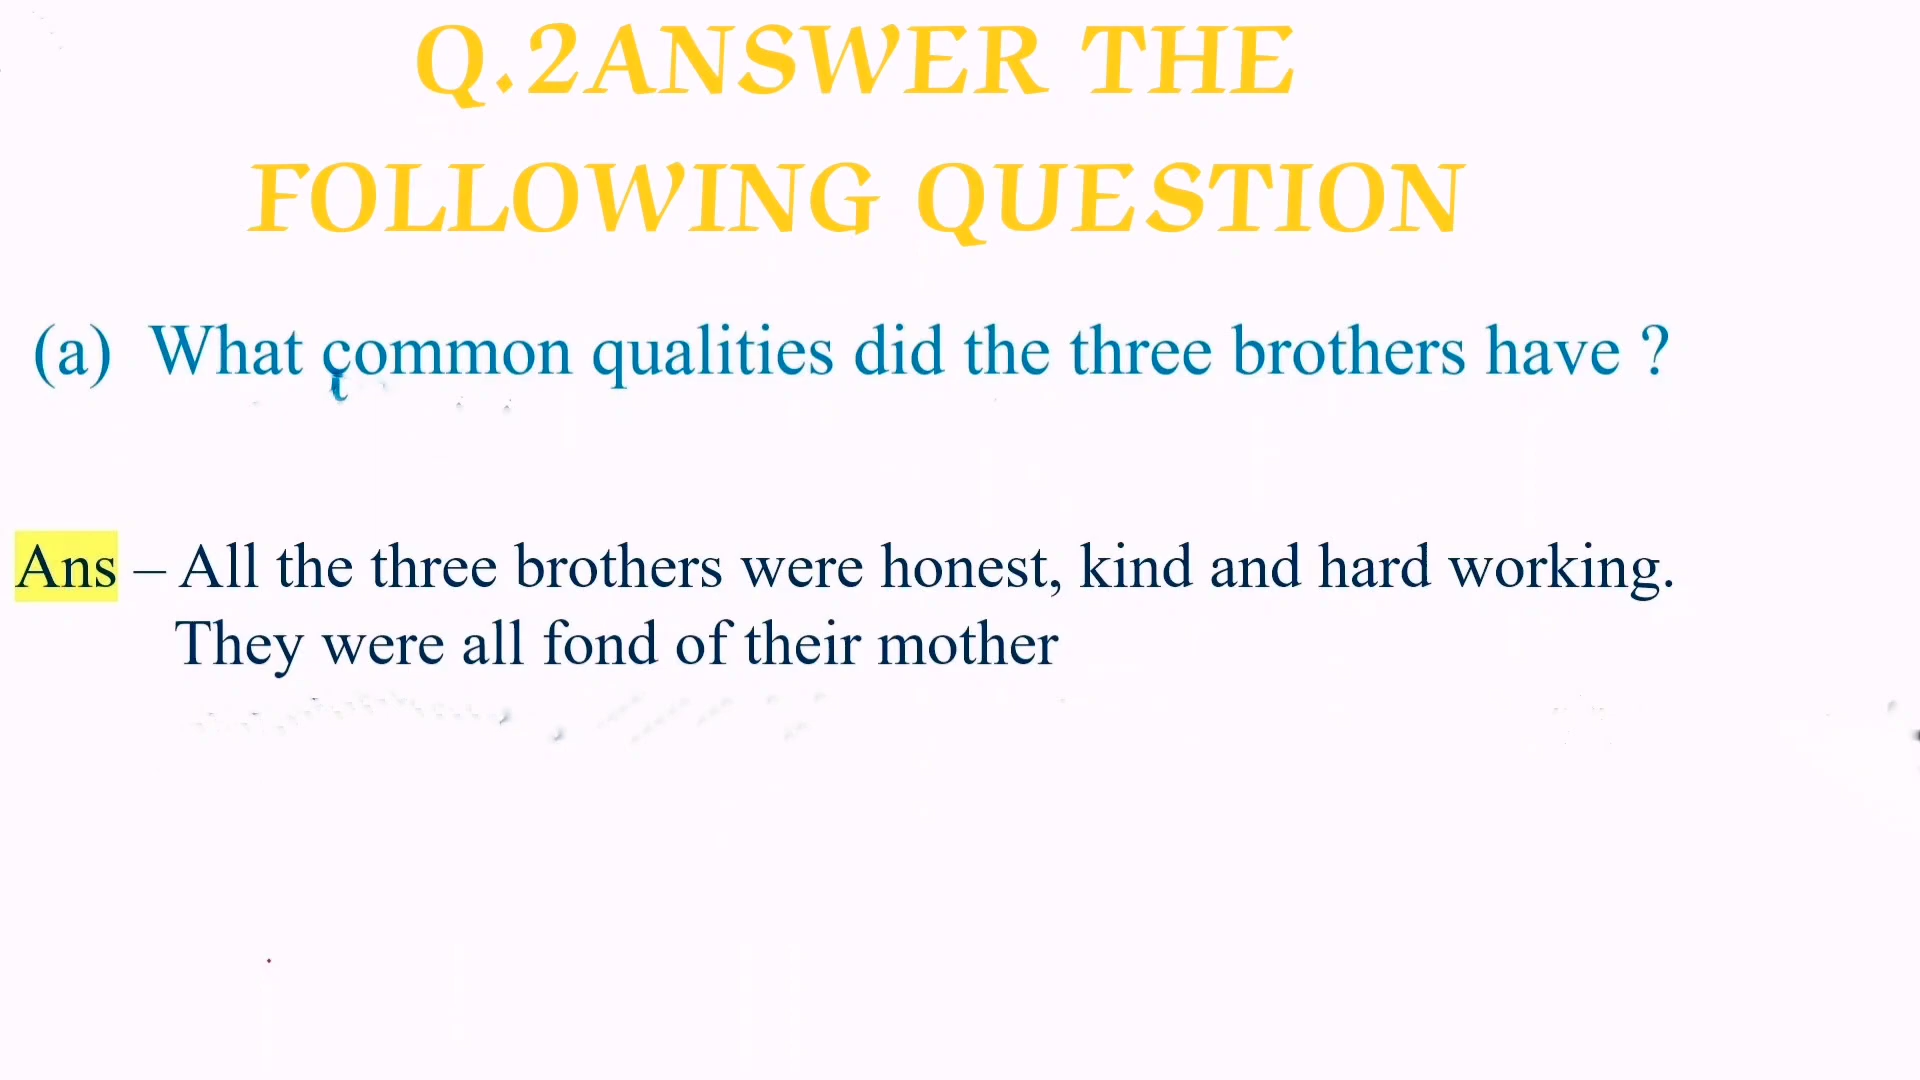 Q.2ANSWER THE
FOLLOWING QUESTION
(a) What common qualities did the three brothers have ?
Ans – All the three brothers were honest, kind and hard working.
They were all fond of their mother